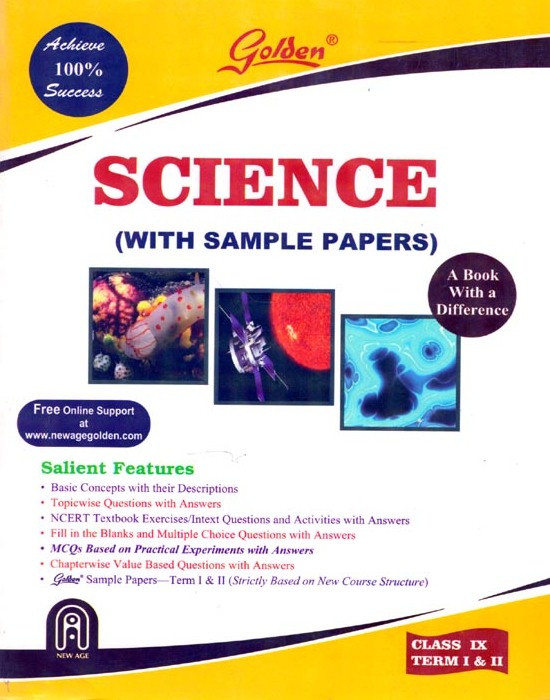 Achieve
100%
Success
Golden®
SCIENCE
(WITH SAMPLE PAPERS)
A Book
With a
Difference
Free Online Support
at
www.newagegolden.com
Salient Features
• Basic Concepts with their Descriptions
• Topicwise Questions with Answers
• NCERT Textbook Exercises/Intext Questions and Activities with Answers
• Fill in the Blanks and Multiple Choice Questions with Answers
• MCQs Based on Practical Experiments with Answers
• Chapterwise Value Based Questions with Answers
• Golden® Sample Papers—Term I & II (Strictly Based on New Course Structure)
NEW AGE
CLASS IX
TERM I & II